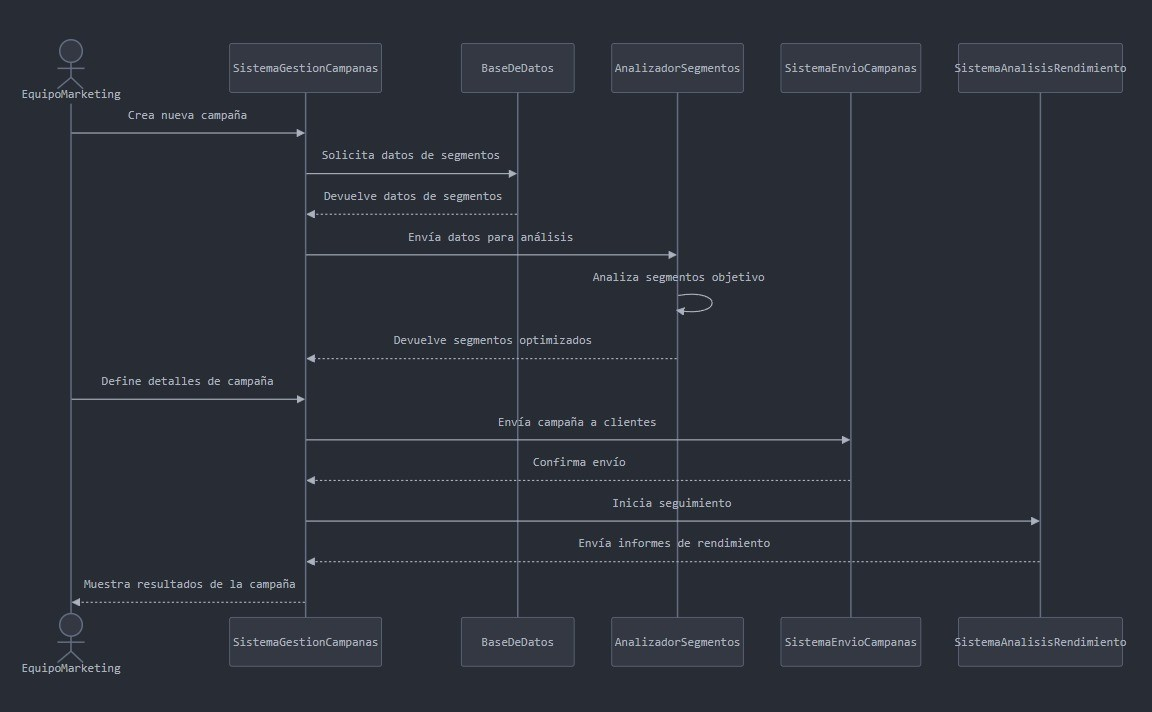 EquipoMarketing
SistemaGestionCampanas
BaseDeDatos
AnalizadorSegmentos
SistemaEnvioCampanas
SistemaAnalisisRendimiento
Crea nueva campaña
Solicita datos de segmentos
Devuelve datos de segmentos
Envía datos para análisis
Analiza segmentos objetivo
Devuelve segmentos optimizados
Define detalles de campaña
Envía campaña a clientes
Confirma envío
Inicia seguimiento
Envía informes de rendimiento
Muestra resultados de la campaña
EquipoMarketing
SistemaGestionCampanas
BaseDeDatos
AnalizadorSegmentos
SistemaEnvioCampanas
SistemaAnalisisRendimiento